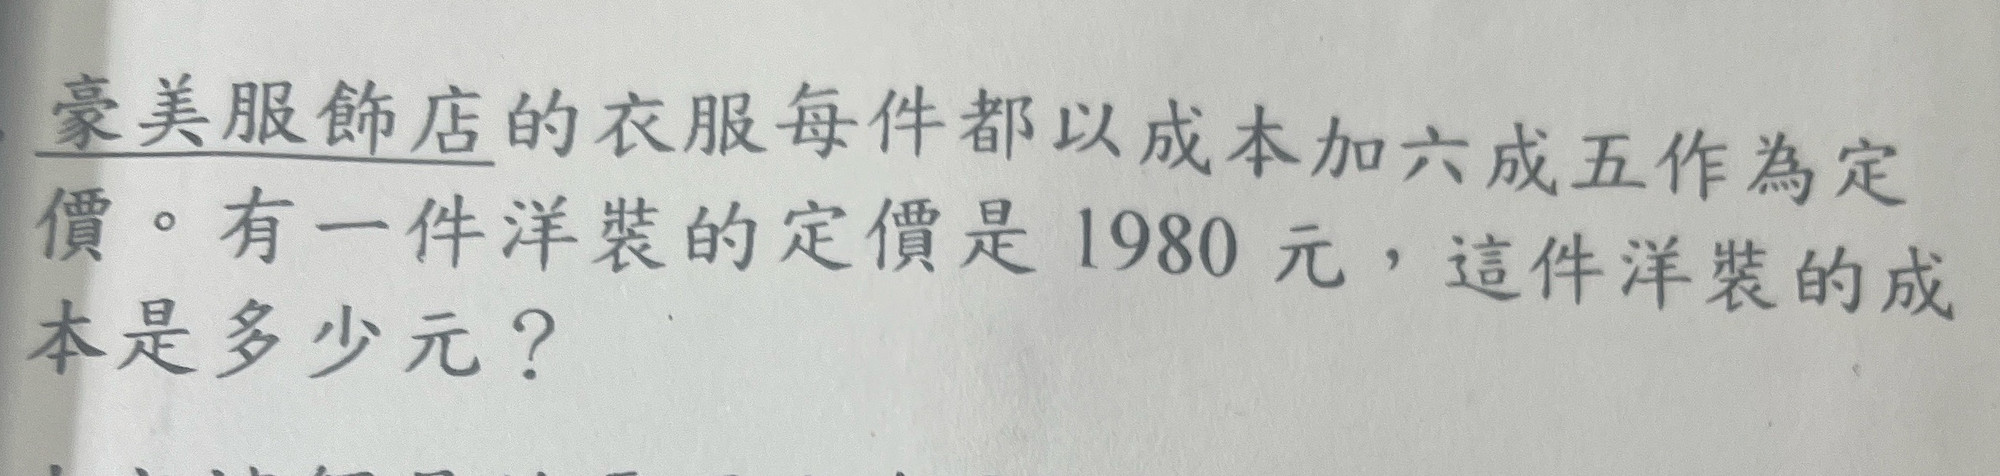 豪美服飾店的衣服每件都以成本加六成五作為定
價。有一件洋裝的定價是 1980 元，這件洋裝的成
本是多少元？